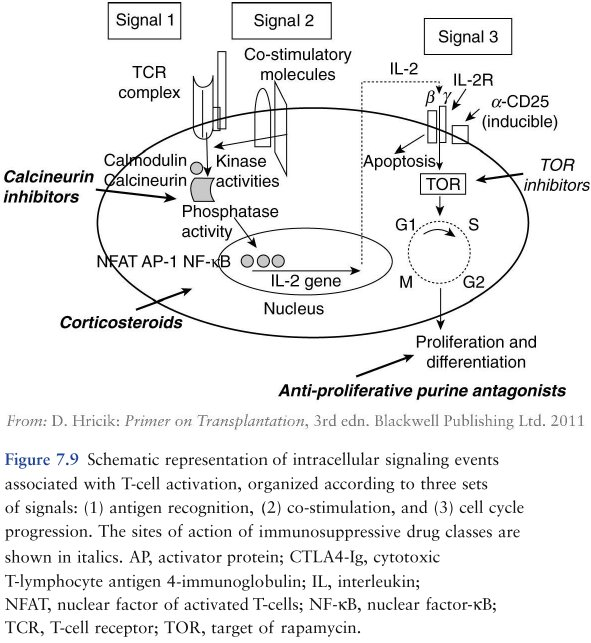 Signal 1
Signal 2
Signal 3
TCR
complex
Co-stimulatory
molecules
IL-2
IL-2R
β γ
α-CD25
(inducible)
Calmodulin
Calcineurin
Kinase
activities
Apoptosis
TOR
TOR
inhibitors
Calcineurin
inhibitors
Phosphatase
activity
G1
S
M
G2
NFAT AP-1 NF-κB
IL-2 gene
Nucleus
Corticosteroids
Proliferation and
differentiation
Anti-proliferative purine antagonists
From: D. Hricik: Primer on Transplantation, 3rd edn. Blackwell Publishing Ltd. 2011
Figure 7.9 Schematic representation of intracellular signaling events
associated with T-cell activation, organized according to three sets
of signals: (1) antigen recognition, (2) co-stimulation, and (3) cell cycle
progression. The sites of action of immunosuppressive drug classes are
shown in italics. AP, activator protein; CTLA4-Ig, cytotoxic
T-lymphocyte antigen 4-immunoglobulin; IL, interleukin;
NFAT, nuclear factor of activated T-cells; NF-κB, nuclear factor-κB;
TCR, T-cell receptor; TOR, target of rapamycin.